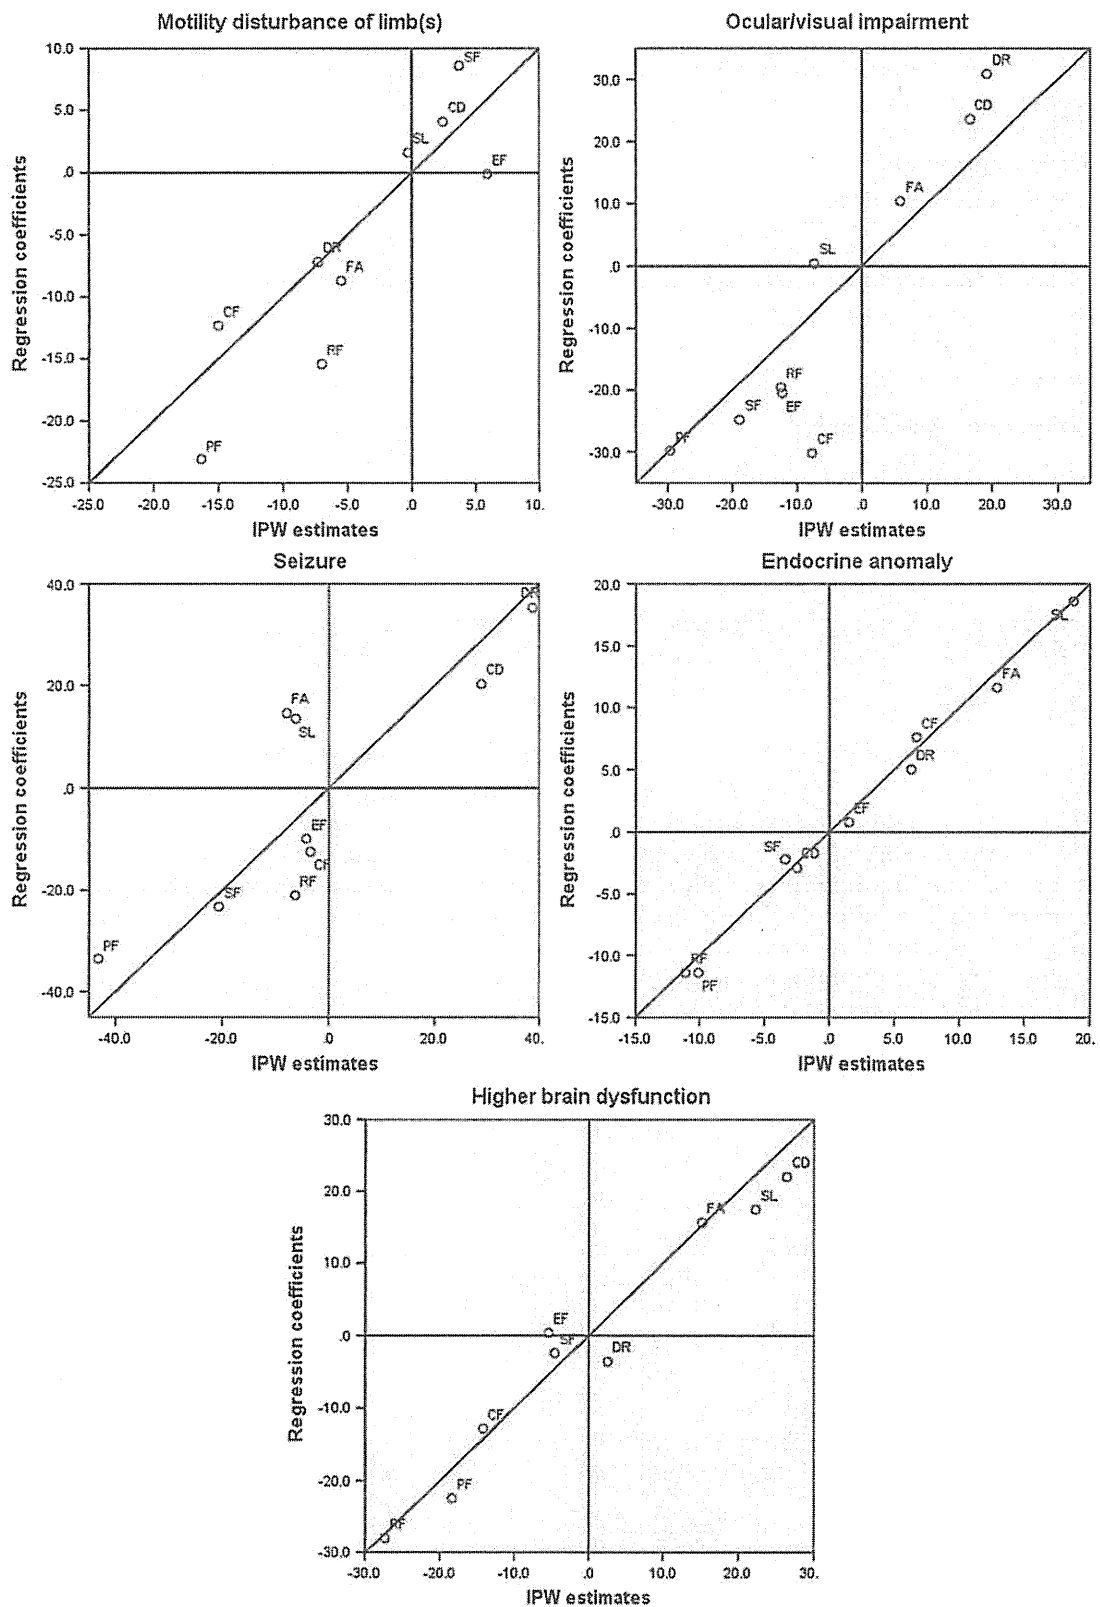 Motility disturbance of limb(s)
Regression coefficients
10.0
5.0
.0
-5.0
-10.0
-15.0
-20.0
-25.0
SF
CD
SL
EF
DR
FA
CF
RF
PF
-25.0 -20.0 -15.0 -10.0 -5.0 .0 5.0 10.
IPW estimates
Ocular/visual impairment
Regression coefficients
30.0
20.0
10.0
.0
-10.0
-20.0
-30.0
DR
CD
FA
SL
RF
SF
EF
CF
PF
-30.0 -20.0 -10.0 .0 10.0 20.0 30.0
IPW estimates
Seizure
Regression coefficients
40.0
20.0
.0
-20.0
-40.0
DR
CD
FA
SL
EF
CF
RF
SF
PF
-40.0 -20.0 .0 20.0 40.
IPW estimates
Endocrine anomaly
Regression coefficients
20.0
15.0
10.0
5.0
.0
-5.0
-10.0
-15.0
SL
FA
CF
DR
EF
SF
RF
PF
-15.0 -10.0 -5.0 .0 5.0 10.0 15.0 20.
IPW estimates
Higher brain dysfunction
Regression coefficients
30.0
20.0
10.0
.0
-10.0
-20.0
-30.0
CD
SL
FA
EF
SF
DR
CF
PF
RF
-30.0 -20.0 -10.0 .0 10.0 20.0 30.
IPW estimates